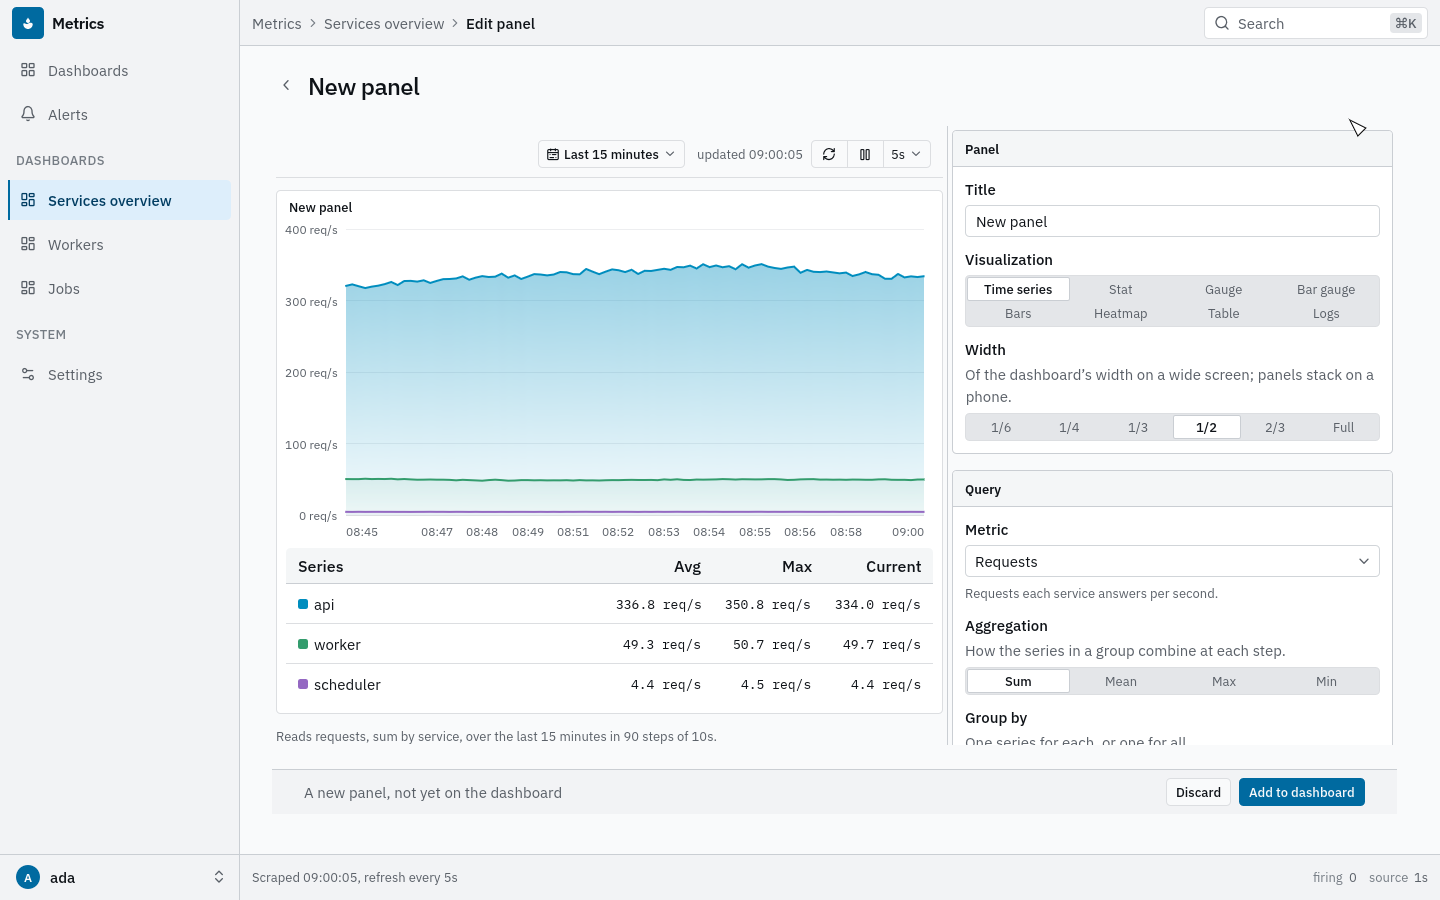 Metrics
Dashboards
Alerts
DASHBOARDS
Services overview
Workers
Jobs
SYSTEM
Settings
A ada
Metrics > Services overview > Edit panel
Search ⌘K
New panel
Last 15 minutes updated 09:00:05 5s
New panel
400 req/s
300 req/s
200 req/s
100 req/s
0 req/s
08:45 08:47 08:48 08:49 08:51 08:52 08:53 08:54 08:55 08:56 08:58 09:00
Series Avg Max Current
api 336.8 req/s 350.8 req/s 334.0 req/s
worker 49.3 req/s 50.7 req/s 49.7 req/s
scheduler 4.4 req/s 4.5 req/s 4.4 req/s
Reads requests, sum by service, over the last 15 minutes in 90 steps of 10s.
Panel
Title
New panel
Visualization
Time series Stat Gauge Bar gauge
Bars Heatmap Table Logs
Width
Of the dashboard’s width on a wide screen; panels stack on a
phone.
1/6 1/4 1/3 1/2 2/3 Full
Query
Metric
Requests
Requests each service answers per second.
Aggregation
How the series in a group combine at each step.
Sum Mean Max Min
Group by
One series for each, or one for all
A new panel, not yet on the dashboard
Discard Add to dashboard
Scraped 09:00:05, refresh every 5s
firing 0 source 1s